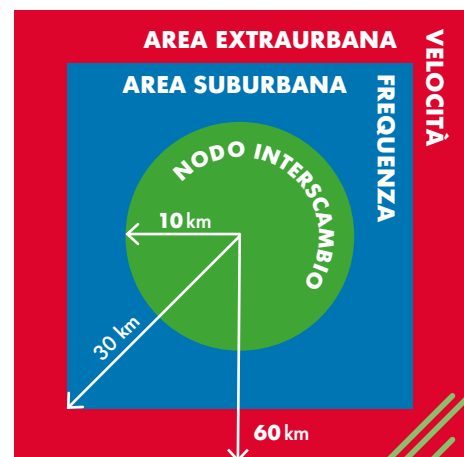 AREA EXTRAURBANA
VELOCITÀ
AREA SUBURBANA
FREQUENZA
NODO INTERSCAMBIO
10 km
30 km
60 km